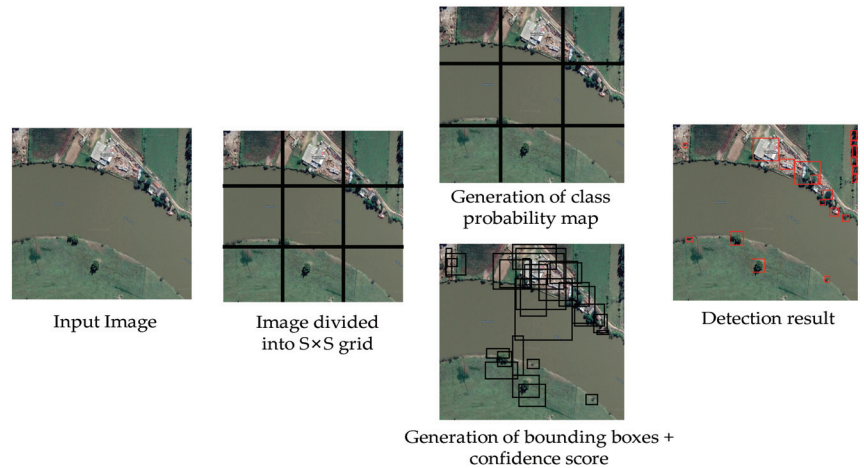 Input Image
Image divided
into S×S grid
Generation of class
probability map
Generation of bounding boxes +
confidence score
Detection result